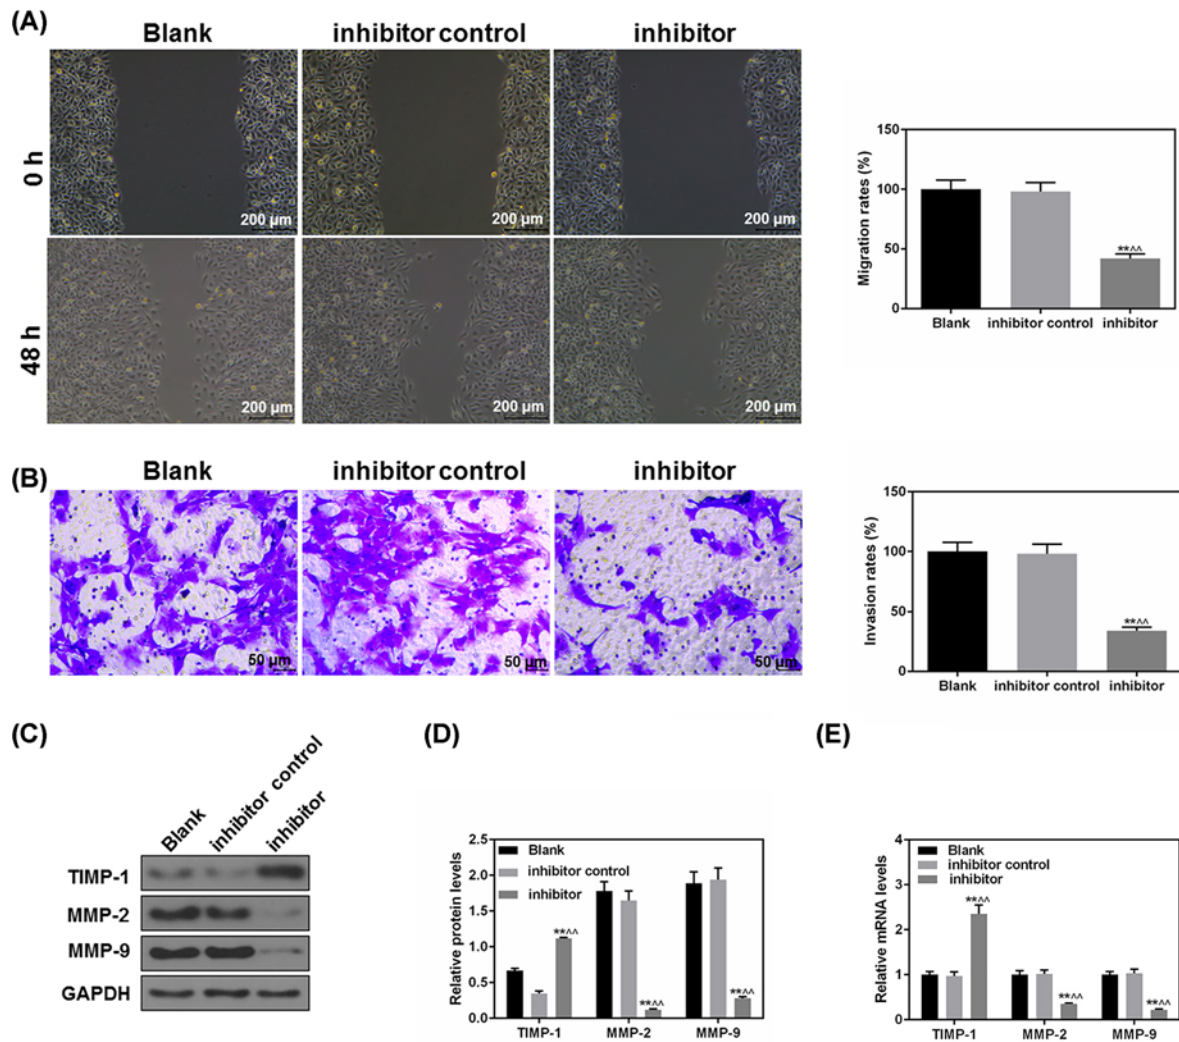 (A)
Blank inhibitor control inhibitor
0 h
200 μm 200 μm 200 μm
48 h
200 μm 200 μm 200 μm
Migration rates (%)
150
100
50
0
**^^
Blank inhibitor control inhibitor
(B)
Blank inhibitor control inhibitor
50 μm 50 μm 50 μm
Invasion rates (%)
150
100
50
0
**^^
Blank inhibitor control inhibitor
(C)
Blank
inhibitor control
inhibitor
TIMP-1
MMP-2
MMP-9
GAPDH
(D)
Relative protein levels
2.5
2.0
1.5
1.0
0.5
0.0
Blank
inhibitor control
inhibitor
**^^
**^^
**^^
TIMP-1 MMP-2 MMP-9
(E)
Relative mRNA levels
4
3
2
1
0
Blank
inhibitor control
inhibitor
**^^
**^^
**^^
TIMP-1 MMP-2 MMP-9